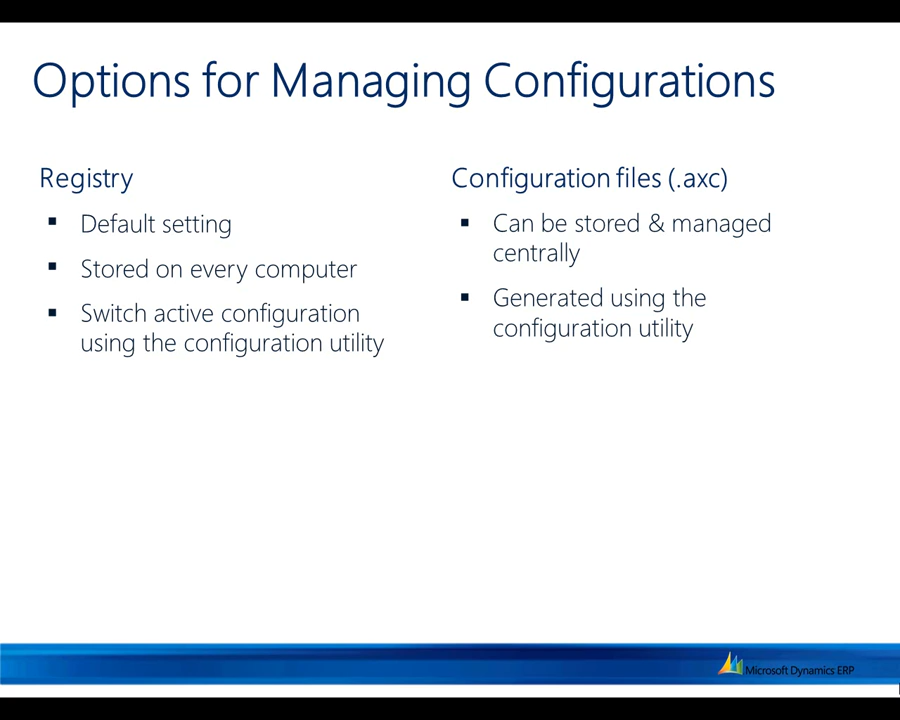 Options for Managing Configurations
Registry
▪ Default setting
▪ Stored on every computer
▪ Switch active configuration
using the configuration utility
Configuration files (.axc)
▪ Can be stored & managed
centrally
▪ Generated using the
configuration utility
Microsoft Dynamics ERP